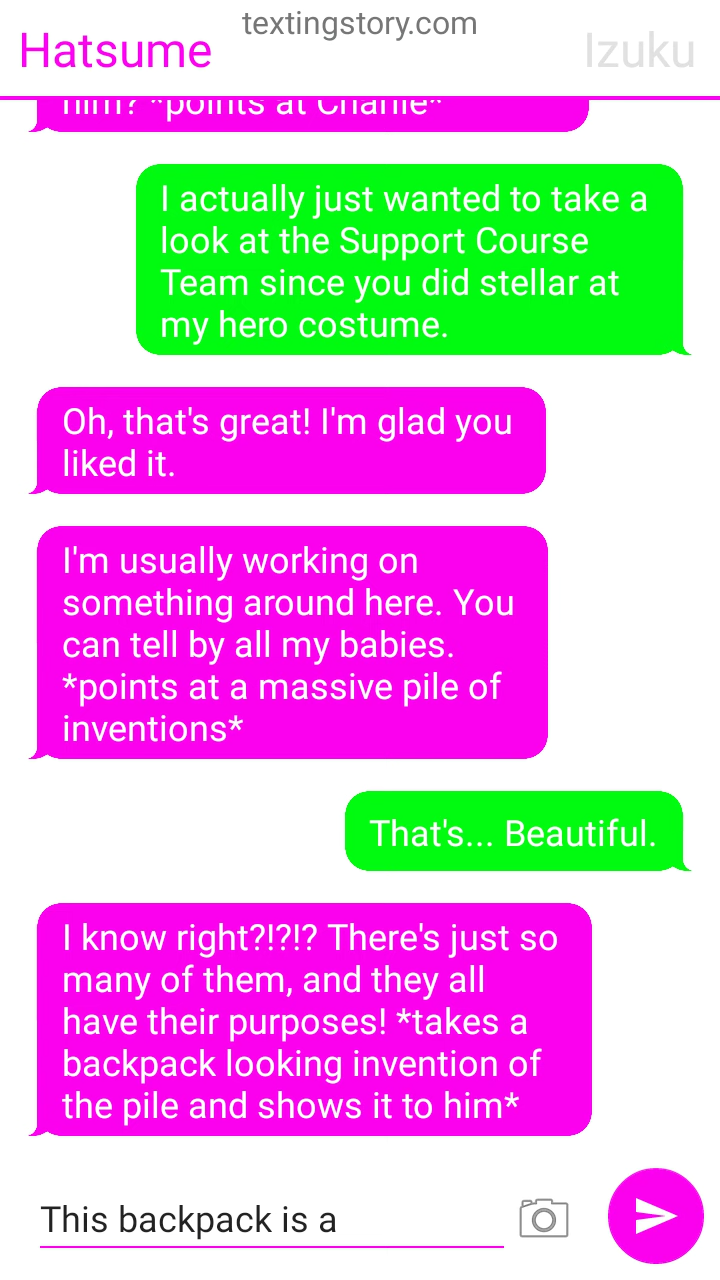 textingstory.com
Hatsume
Izuku
him? *points at Charlie*
I actually just wanted to take a
look at the Support Course
Team since you did stellar at
my hero costume.
Oh, that's great! I'm glad you
liked it.
I'm usually working on
something around here. You
can tell by all my babies.
*points at a massive pile of
inventions*
That's... Beautiful.
I know right?!?!? There's just so
many of them, and they all
have their purposes! *takes a
backpack looking invention of
the pile and shows it to him*
This backpack is a